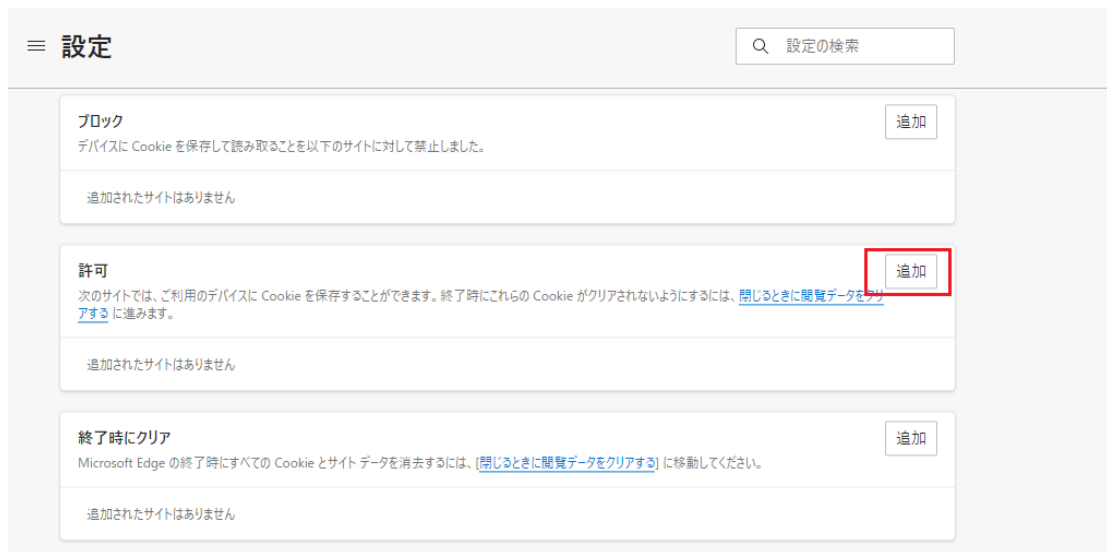 設定
設定の検索
ブロック
追加
デバイスに Cookie を保存して読み取ることを以下のサイトに対して禁止しました。
追加されたサイトはありません
許可
追加
次のサイトでは、ご利用のデバイスに Cookie を保存することができます。終了時にこれらの Cookie がクリアされないようにするには、閉じるときに閲覧データをクリ
アする に進みます。
追加されたサイトはありません
終了時にクリア
追加
Microsoft Edge の終了時にすべての Cookie とサイト データを消去するには、[閉じるときに閲覧データをクリアする] に移動してください。
追加されたサイトはありません